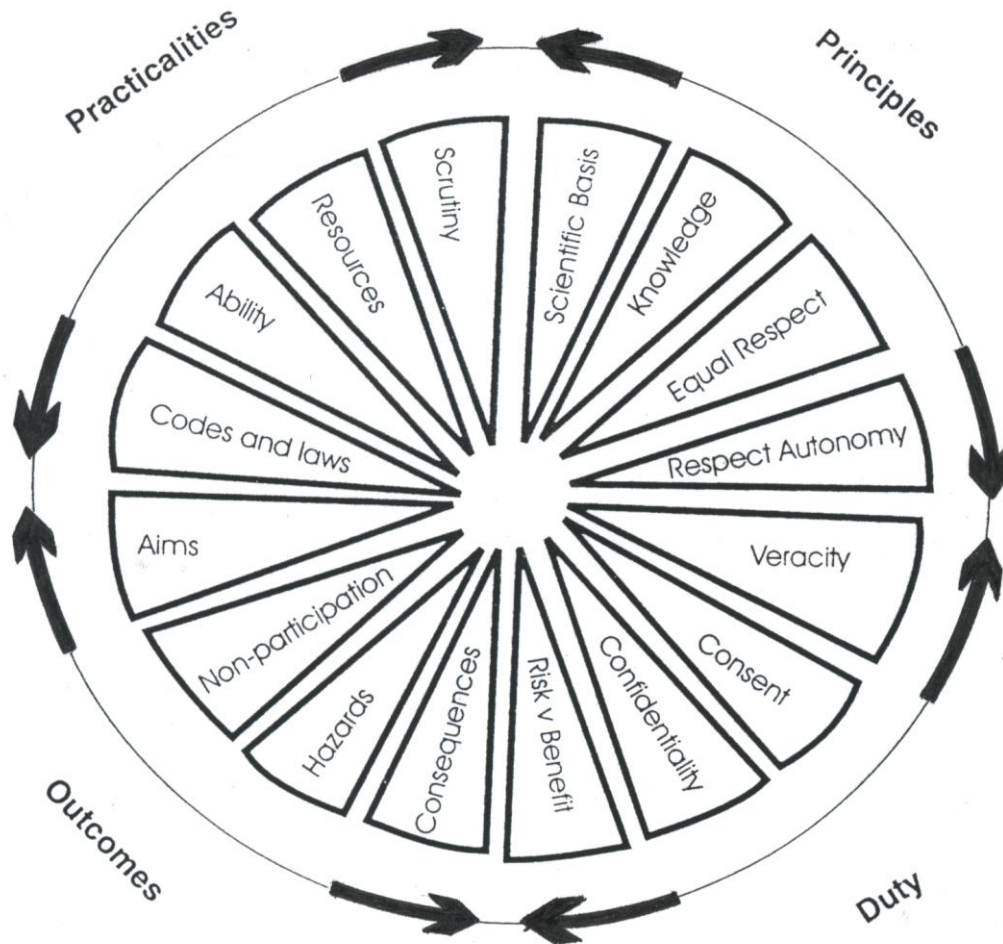 Practicalities
Principles
Scrutiny
Scientific Basis
Knowledge
Equal Respect
Respect Autonomy
Veracity
Consent
Confidentiality
Risk v Benefit
Consequences
Hazards
Non-participation
Aims
Codes and laws
Ability
Resources
Outcomes
Duty